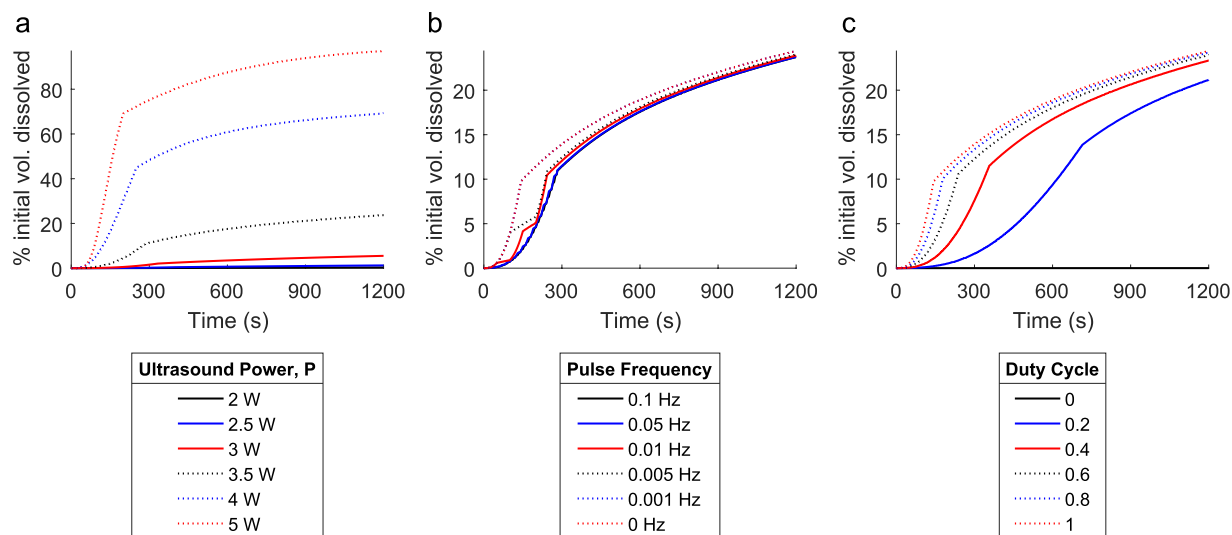 a
% initial vol. dissolved
80
60
40
20
0
0 300 600 900 1200
Time (s)
Ultrasound Power, P
2 W
2.5 W
3 W
3.5 W
4 W
5 W
b
% initial vol. dissolved
20
15
10
5
0
0 300 600 900 1200
Time (s)
Pulse Frequency
0.1 Hz
0.05 Hz
0.01 Hz
0.005 Hz
0.001 Hz
0 Hz
c
% initial vol. dissolved
20
15
10
5
0
0 300 600 900 1200
Time (s)
Duty Cycle
0
0.2
0.4
0.6
0.8
1